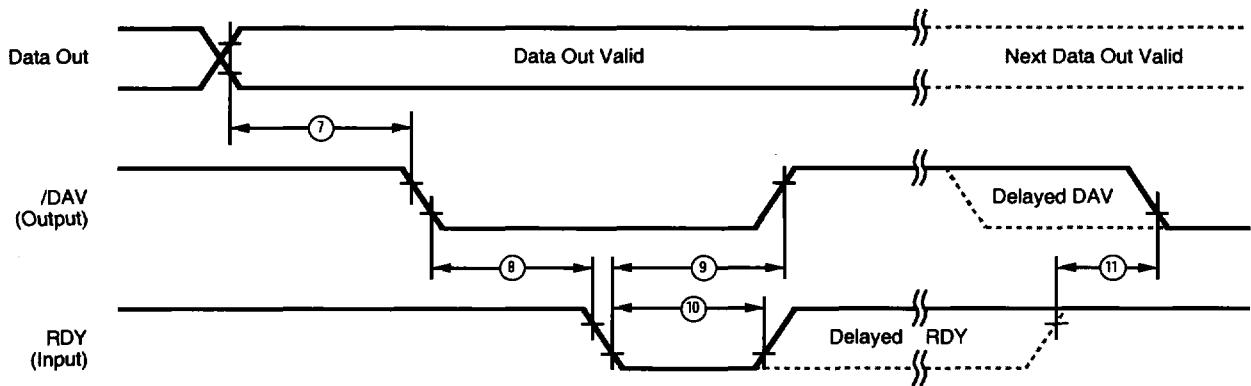 Data Out
Data Out Valid
Next Data Out Valid
7
/DAV
(Output)
Delayed DAV
8
9
11
10
RDY
(Input)
Delayed RDY